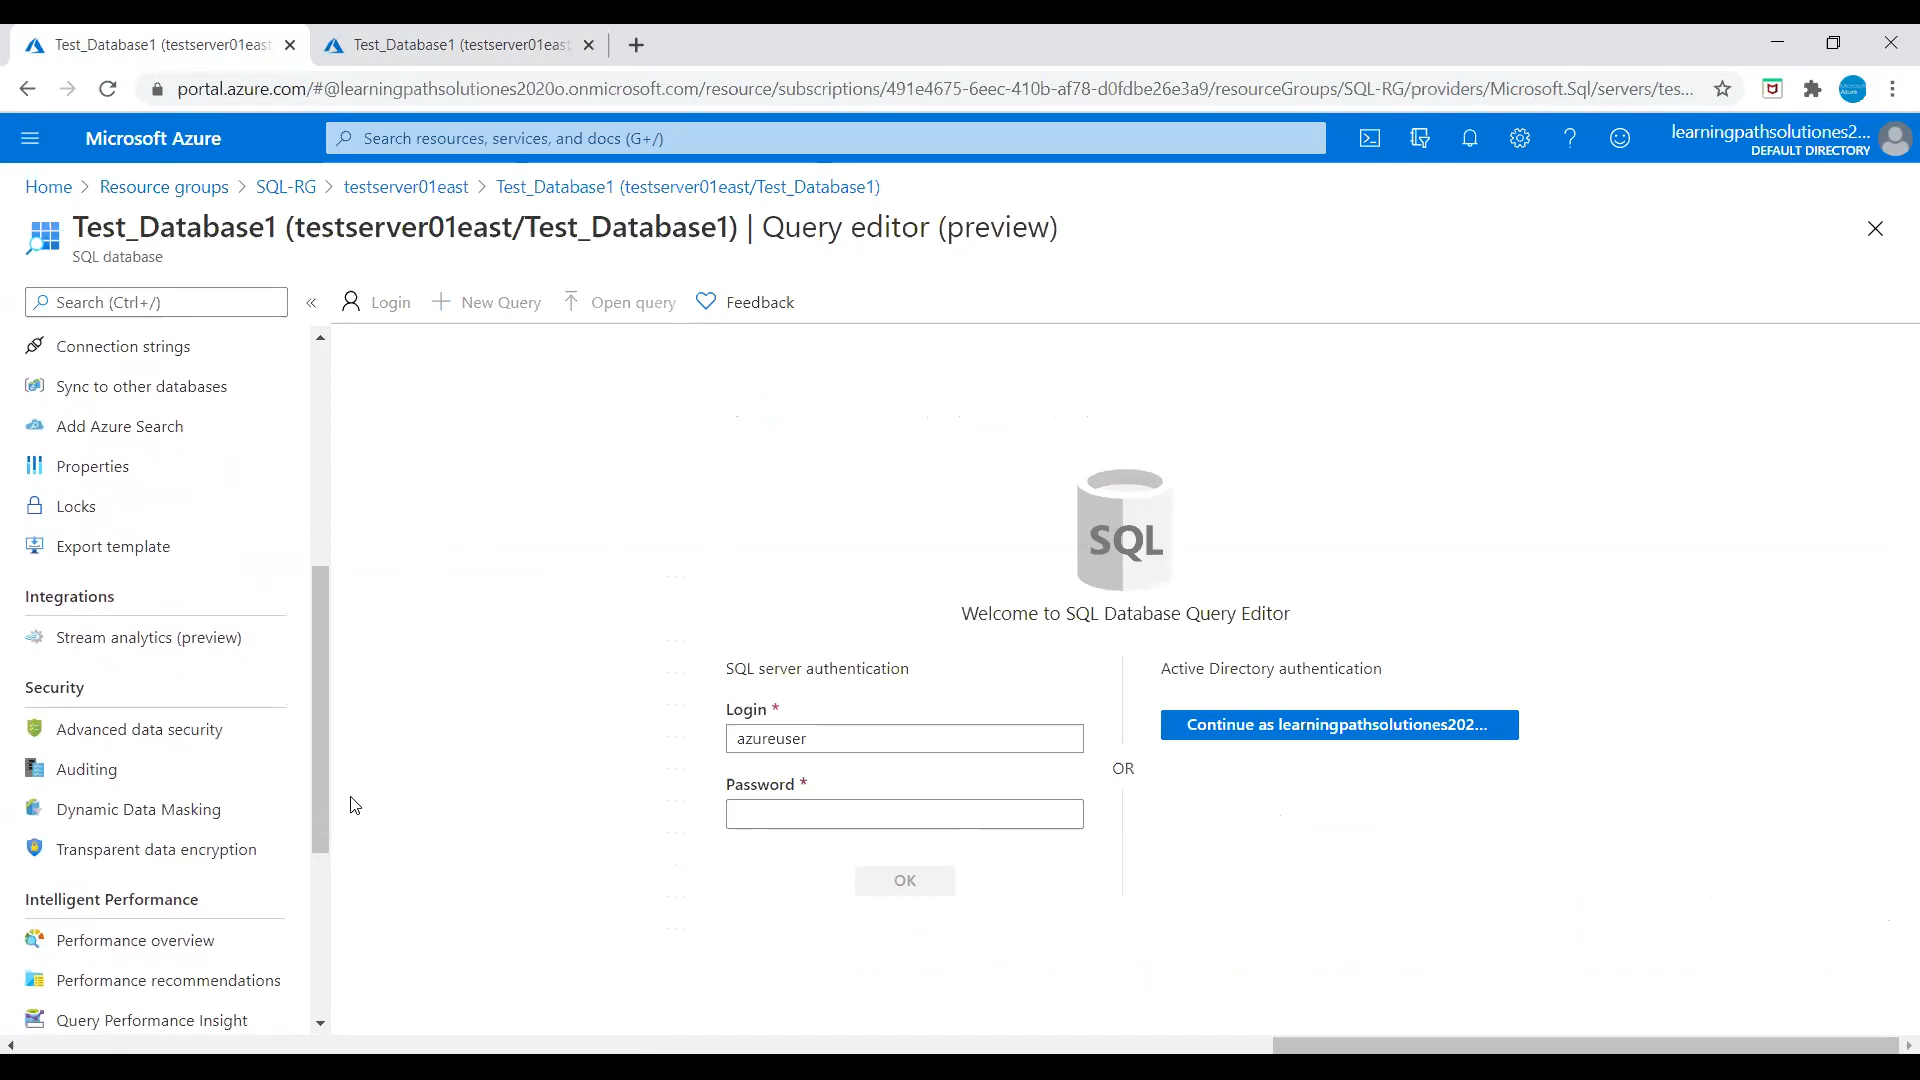 Test_Database1 (testserver01east
Test_Database1 (testserver01east
portal.azure.com/#@learningpathsolutiones2020o.onmicrosoft.com/resource/subscriptions/491e4675-6eec-410b-af78-d0fdbe26e3a9/resourceGroups/SQL-RG/providers/Microsoft.Sql/servers/tes...
Microsoft Azure
Search resources, services, and docs (G+/)
learningpathsolutiones2...
DEFAULT DIRECTORY
Home > Resource groups > SQL-RG > testserver01east > Test_Database1 (testserver01east/Test_Database1)
Test_Database1 (testserver01east/Test_Database1) | Query editor (preview)
SQL database
Search (Ctrl+/)
«
Login
New Query
Open query
Feedback
Connection strings
Sync to other databases
Add Azure Search
Properties
Locks
Export template
Integrations
Stream analytics (preview)
Security
Advanced data security
Auditing
Dynamic Data Masking
Transparent data encryption
Intelligent Performance
Performance overview
Performance recommendations
Query Performance Insight
SQL
Welcome to SQL Database Query Editor
SQL server authentication
Login *
azureuser
Password *
OK
OR
Active Directory authentication
Continue as learningpathsolutiones202...